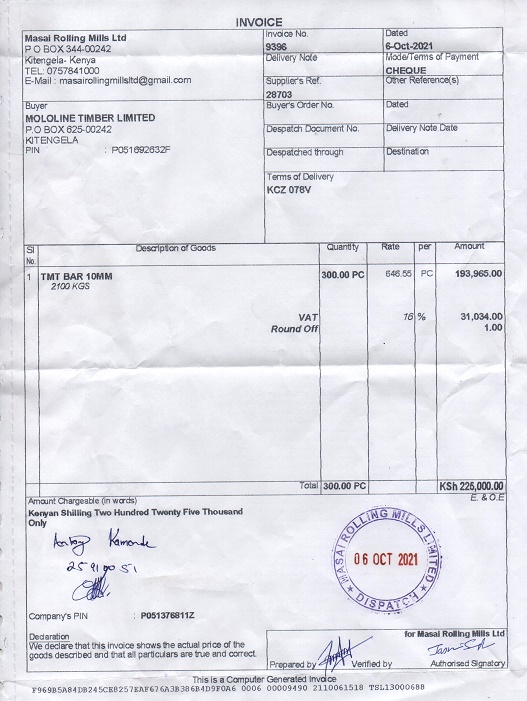 INVOICE
Masai Rolling Mills Ltd
P O BOX 344-00242
Kitengela- Kenya
TEL: 0757841000
E-Mail : masairollingmillsltd@gmail.com
Invoice No.
9396
Dated
6-Oct-2021
Delivery Note
Mode/Terms of Payment
CHEQUE
Supplier's Ref.
28703
Other Reference(s)
Buyer
MOLOLINE TIMBER LIMITED
P.O BOX 625-00242
KITENGELA
PIN : P051692632F
Buyer's Order No.
Dated
Despatch Document No.
Delivery Note Date
Despatched through
Destination
Terms of Delivery
KCZ 078V
Sl No.
Description of Goods
Quantity
Rate
per
Amount
1 TMT BAR 10MM 300.00 PC 646.55 PC 193,965.00
2100 KGS
VAT 16 % 31,034.00
Round Off 1.00
Total 300.00 PC KSh 225,000.00
Amount Chargeable (in words)
E. & O.E
Kenyan Shilling Two Hundred Twenty Five Thousand
Only
Kamande
MASAI ROLLING MILLS LIMITED
06 OCT 2021
DISPATCH
Company's PIN : P051376811Z
Declaration
We declare that this invoice shows the actual price of the
goods described and that all particulars are true and correct.
for Masai Rolling Mills Ltd
Prepared by
Verified by
Authorised Signatory
This is a Computer Generated Invoice
F969B5A84DB245CE8257EAF676A3B386B4D9F0A6 0006 00009490 2110061518 TSL13000688